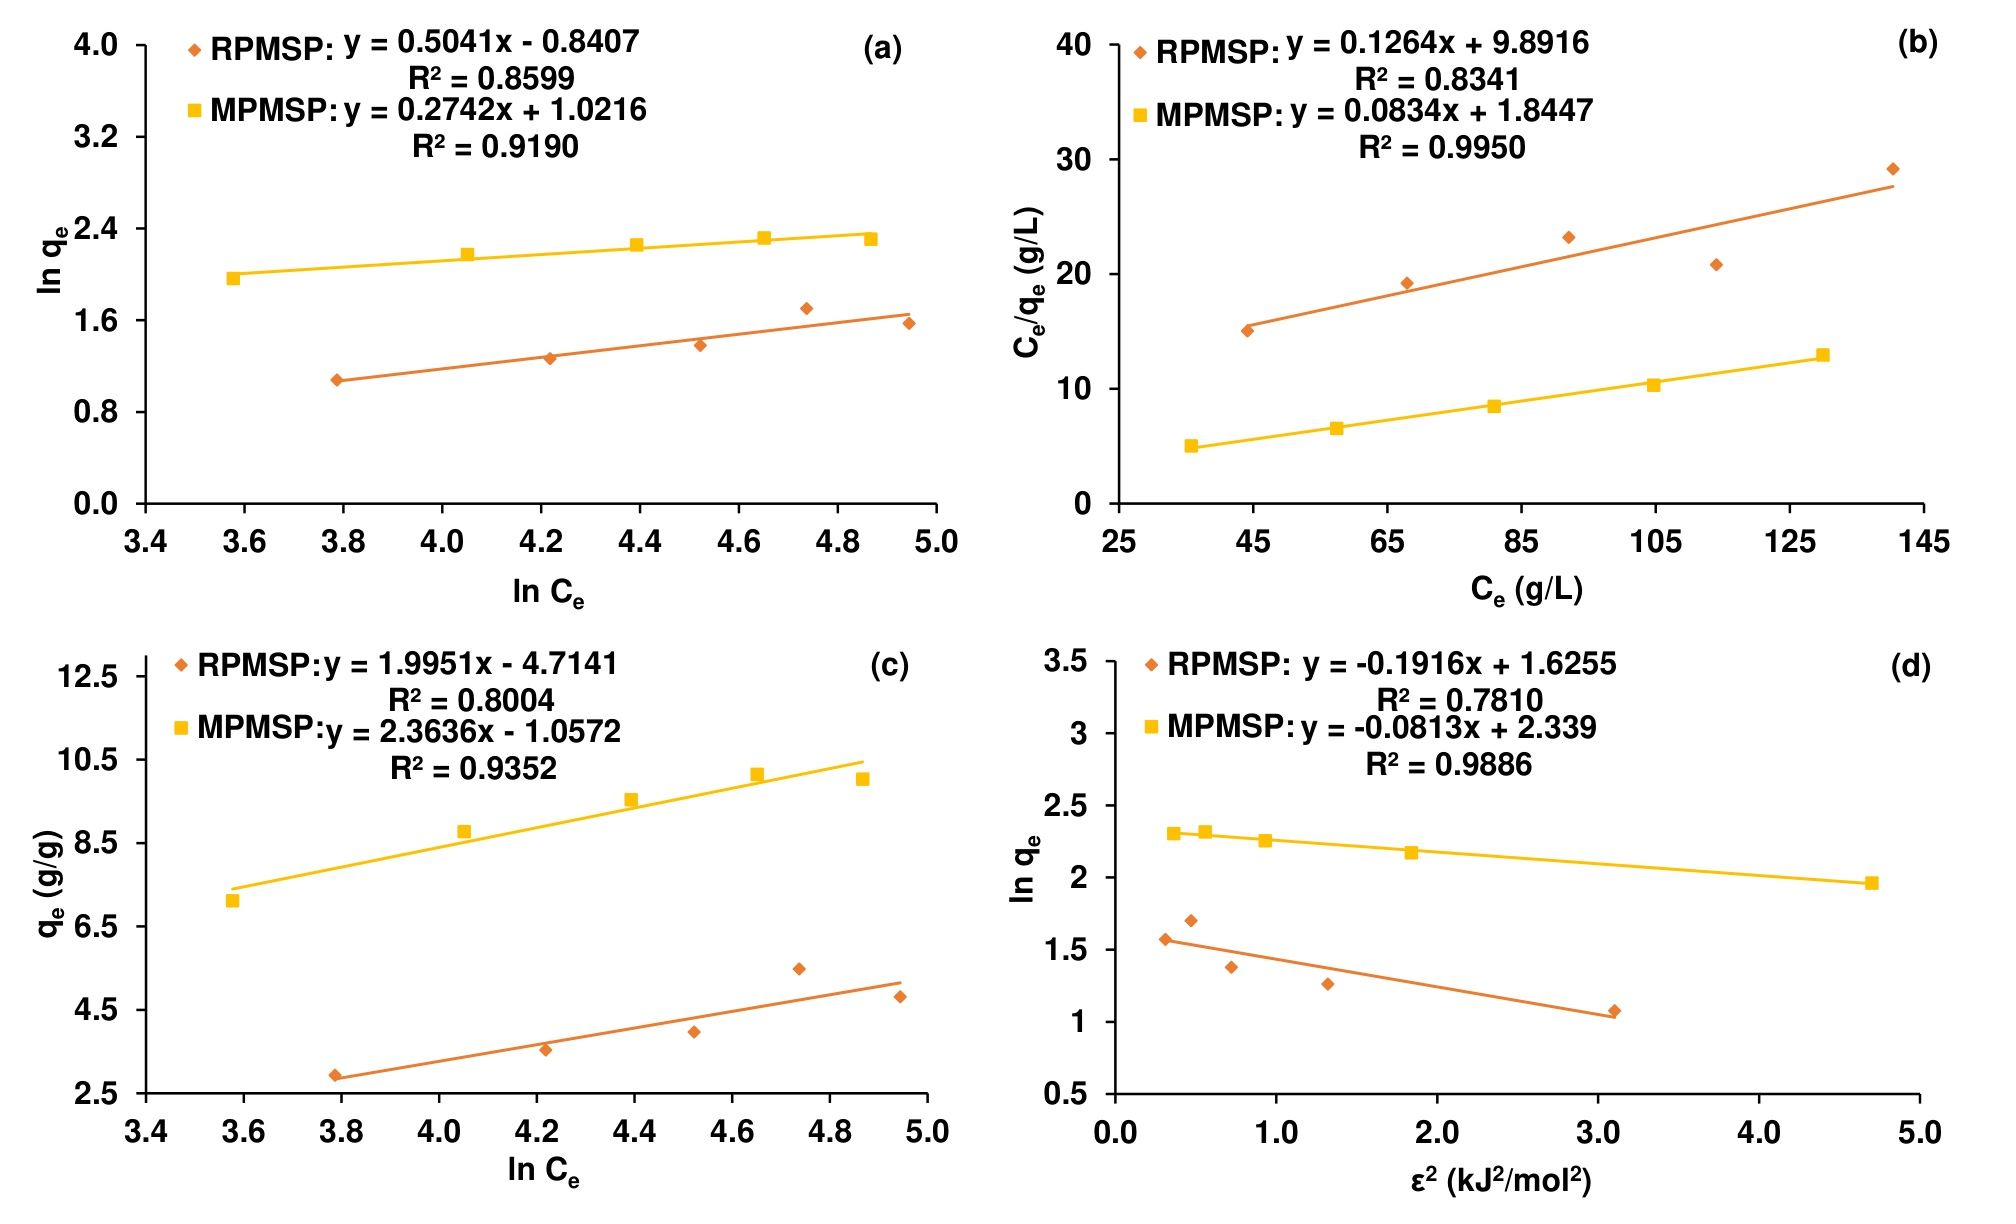 (a)
RPMSP: y = 0.5041x - 0.8407
R² = 0.8599
MPMSP: y = 0.2742x + 1.0216
R² = 0.9190
4.0
3.2
2.4
1.6
0.8
0.0
ln qₑ
3.4 3.6 3.8 4.0 4.2 4.4 4.6 4.8 5.0
ln Cₑ
(b)
RPMSP: y = 0.1264x + 9.8916
R² = 0.8341
MPMSP: y = 0.0834x + 1.8447
R² = 0.9950
40
30
20
10
0
Cₑ/qₑ (g/L)
25 45 65 85 105 125 145
Cₑ (g/L)
(c)
RPMSP: y = 1.9951x - 4.7141
R² = 0.8004
MPMSP: y = 2.3636x - 1.0572
R² = 0.9352
12.5
10.5
8.5
6.5
4.5
2.5
qₑ (g/g)
3.4 3.6 3.8 4.0 4.2 4.4 4.6 4.8 5.0
ln Cₑ
(d)
RPMSP: y = -0.1916x + 1.6255
R² = 0.7810
MPMSP: y = -0.0813x + 2.339
R² = 0.9886
3.5
3
2.5
2
1.5
1
0.5
ln qₑ
0.0 1.0 2.0 3.0 4.0 5.0
ε² (kJ²/mol²)